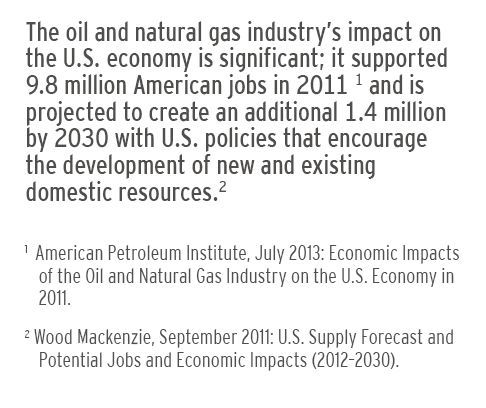 The oil and natural gas industry's impact on
the U.S. economy is significant; it supported
9.8 million American jobs in 2011 ¹ and is
projected to create an additional 1.4 million
by 2030 with U.S. policies that encourage
the development of new and existing
domestic resources.²
¹ American Petroleum Institute, July 2013: Economic Impacts
of the Oil and Natural Gas Industry on the U.S. Economy in
2011.
² Wood Mackenzie, September 2011: U.S. Supply Forecast and
Potential Jobs and Economic Impacts (2012-2030).